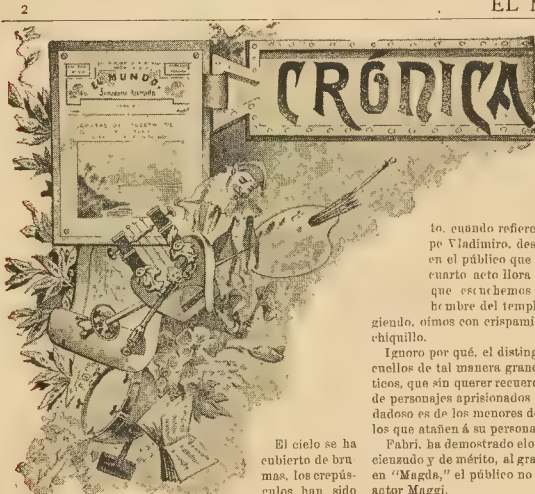 2
EL
EL MUNDO
CRÓNICA
El cielo se ha
cubierto de bru
mas, los crepús-
culos han sido
to, cuando refiere
pe Vladimiro, des
en el público que
cuarto acto llora
que escuchemos
hombre del templ
giendo, oímos con crispami
chiquillo.
Ignoro por qué, el disting
cuellos de tal manera grand
ticos, que sin querer recuerd
de personajes aprisionados
dadoso es de los menores de
los que atañen á su persona
Fabri. ha demostrado elo
cienzudo y de mérito, al gra
en "Magda," el público no
actor Maggi.